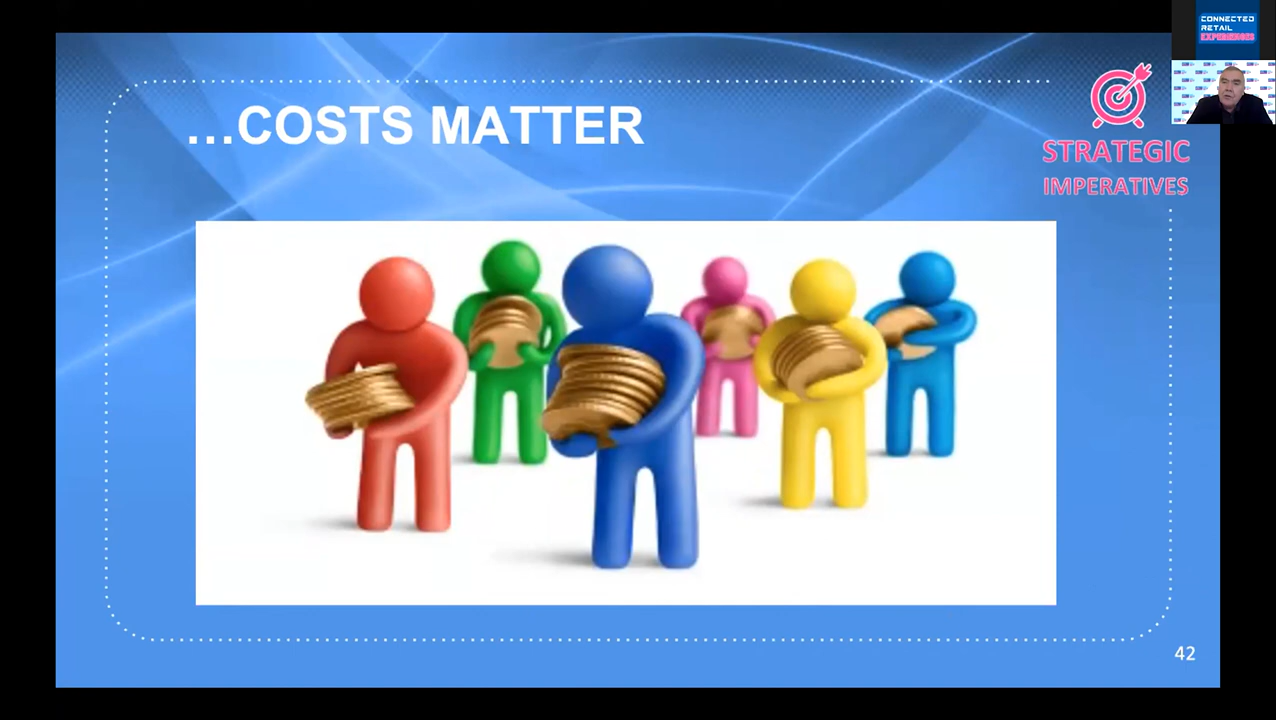 …COSTS MATTER
CONNECTED
RETAIL
EXPERIENCES
STRATEGIC
IMPERATIVES
42